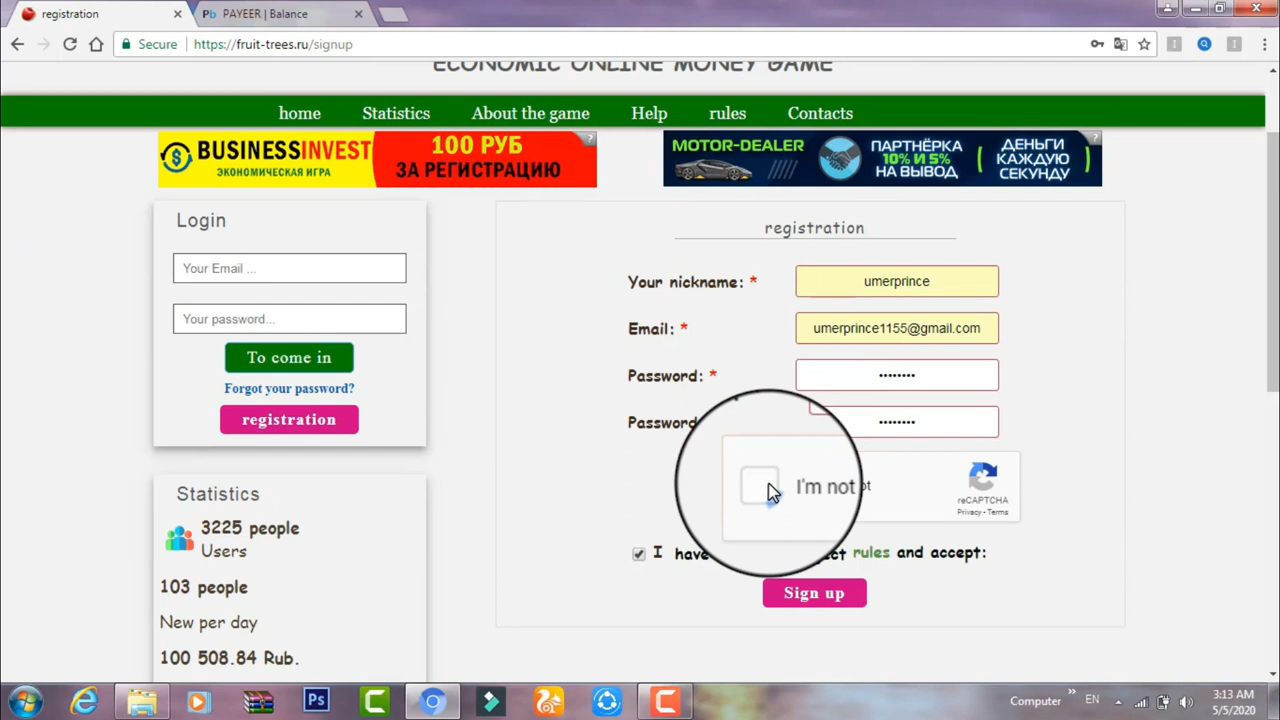 registration
PAYEER | Balance
Secure
https://fruit-trees.ru/signup
ECONOMIC ONLINE MONEY GAME
home
Statistics
About the game
Help
rules
Contacts
BUSINESSINVEST
ЭКОНОМИЧЕСКАЯ ИГРА
100 РУБ
ЗА РЕГИСТРАЦИЮ
?
MOTOR-DEALER
ПАРТНЁРКА
10% И 5%
НА ВЫВОД
ДЕНЬГИ
КАЖДУЮ
СЕКУНДУ
?
Login
Your Email ...
Your password...
To come in
Forgot your password?
registration
registration
Your nickname: *
umerprince
Email: *
umerprince1155@gmail.com
Password: *
••••••••
Password
••••••••
I'm not
reCAPTCHA
Privacy - Terms
I have
rules and accept:
Sign up
Statistics
3225 people
Users
103 people
New per day
100 508.84 Rub.
Ps
Computer
»
EN
3:13 AM
5/5/2020